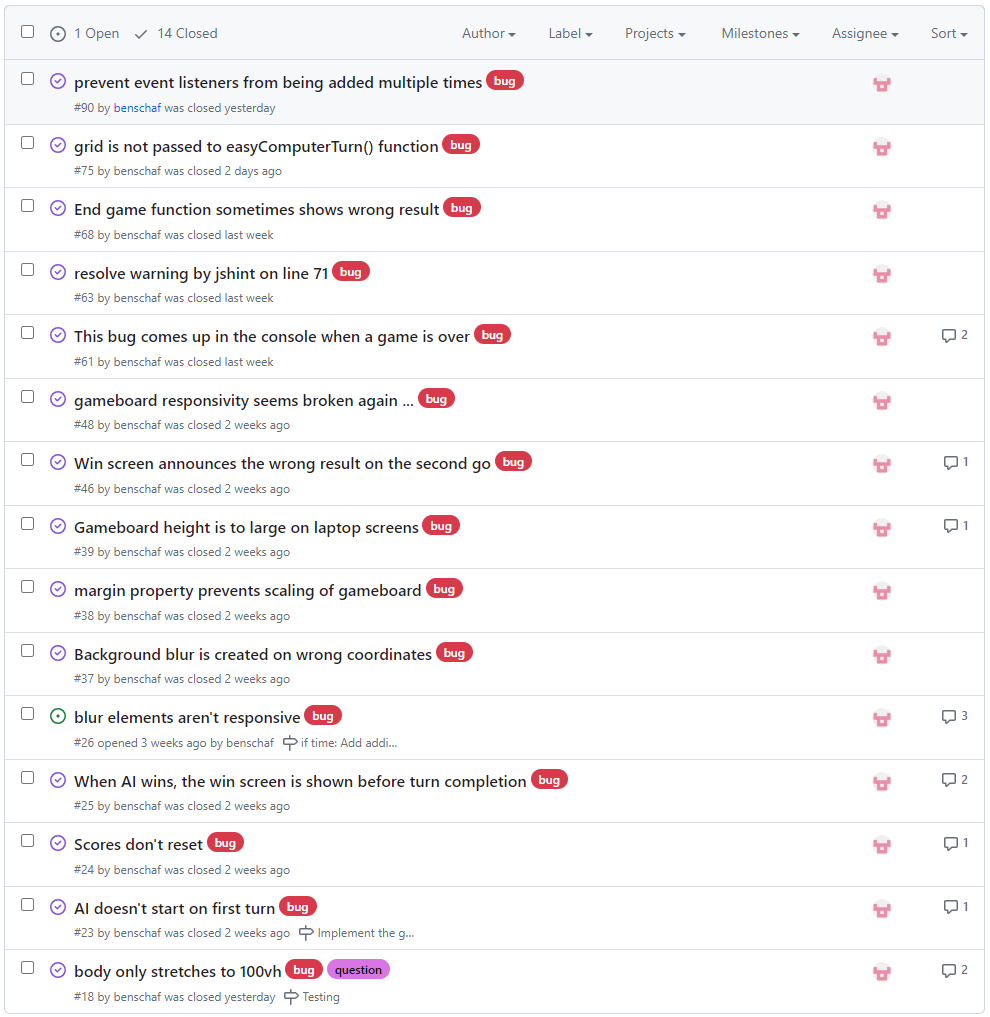 1 Open 14 Closed Author Label Projects Milestones Assignee Sort
prevent event listeners from being added multiple times bug
#90 by benschaf was closed yesterday
grid is not passed to easyComputerTurn() function bug
#75 by benschaf was closed 2 days ago
End game function sometimes shows wrong result bug
#68 by benschaf was closed last week
resolve warning by jshint on line 71 bug
#63 by benschaf was closed last week
This bug comes up in the console when a game is over bug 2
#61 by benschaf was closed last week
gameboard responsivity seems broken again ... bug
#48 by benschaf was closed 2 weeks ago
Win screen announces the wrong result on the second go bug 1
#46 by benschaf was closed 2 weeks ago
Gameboard height is to large on laptop screens bug 1
#39 by benschaf was closed 2 weeks ago
margin property prevents scaling of gameboard bug
#38 by benschaf was closed 2 weeks ago
Background blur is created on wrong coordinates bug
#37 by benschaf was closed 2 weeks ago
blur elements aren't responsive bug 3
#26 opened 3 weeks ago by benschaf if time: Add addi...
When AI wins, the win screen is shown before turn completion bug 2
#25 by benschaf was closed 2 weeks ago
Scores don't reset bug 1
#24 by benschaf was closed 2 weeks ago
AI doesn't start on first turn bug 1
#23 by benschaf was closed 2 weeks ago Implement the g...
body only stretches to 100vh bug question 2
#18 by benschaf was closed yesterday Testing